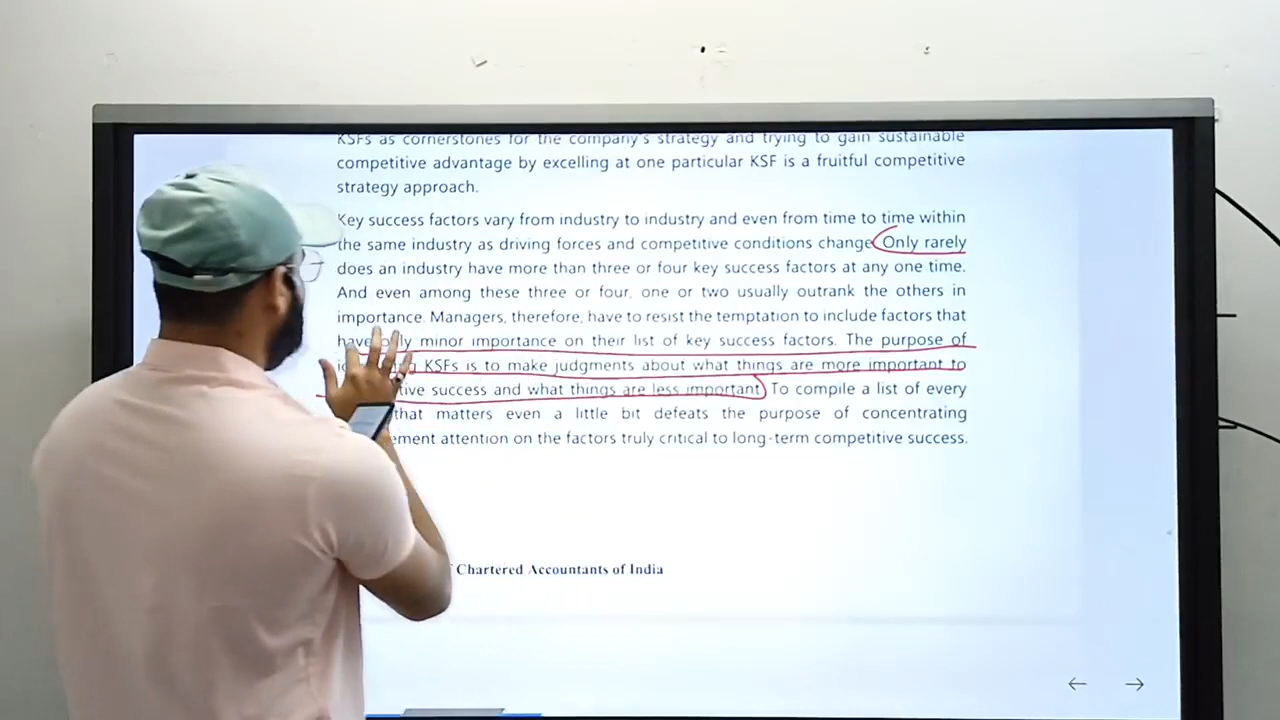 KSFs as cornerstones for the company's strategy and trying to gain sustainable
competitive advantage by excelling at one particular KSF is a fruitful competitive
strategy approach.
Key success factors vary from industry to industry and even from time to time within
the same industry as driving forces and competitive conditions change Only rarely
does an industry have more than three or four key success factors at any one time.
And even among these three or four, one or two usually outrank the others in
importance. Managers, therefore, have to resist the temptation to include factors that
have only minor importance on their list of key success factors. The purpose of
KSFs is to make judgments about what things are more important to
tive success and what things are less important To compile a list of every
that matters even a little bit defeats the purpose of concentrating
ement attention on the factors truly critical to long-term competitive success.
Chartered Accountants of India